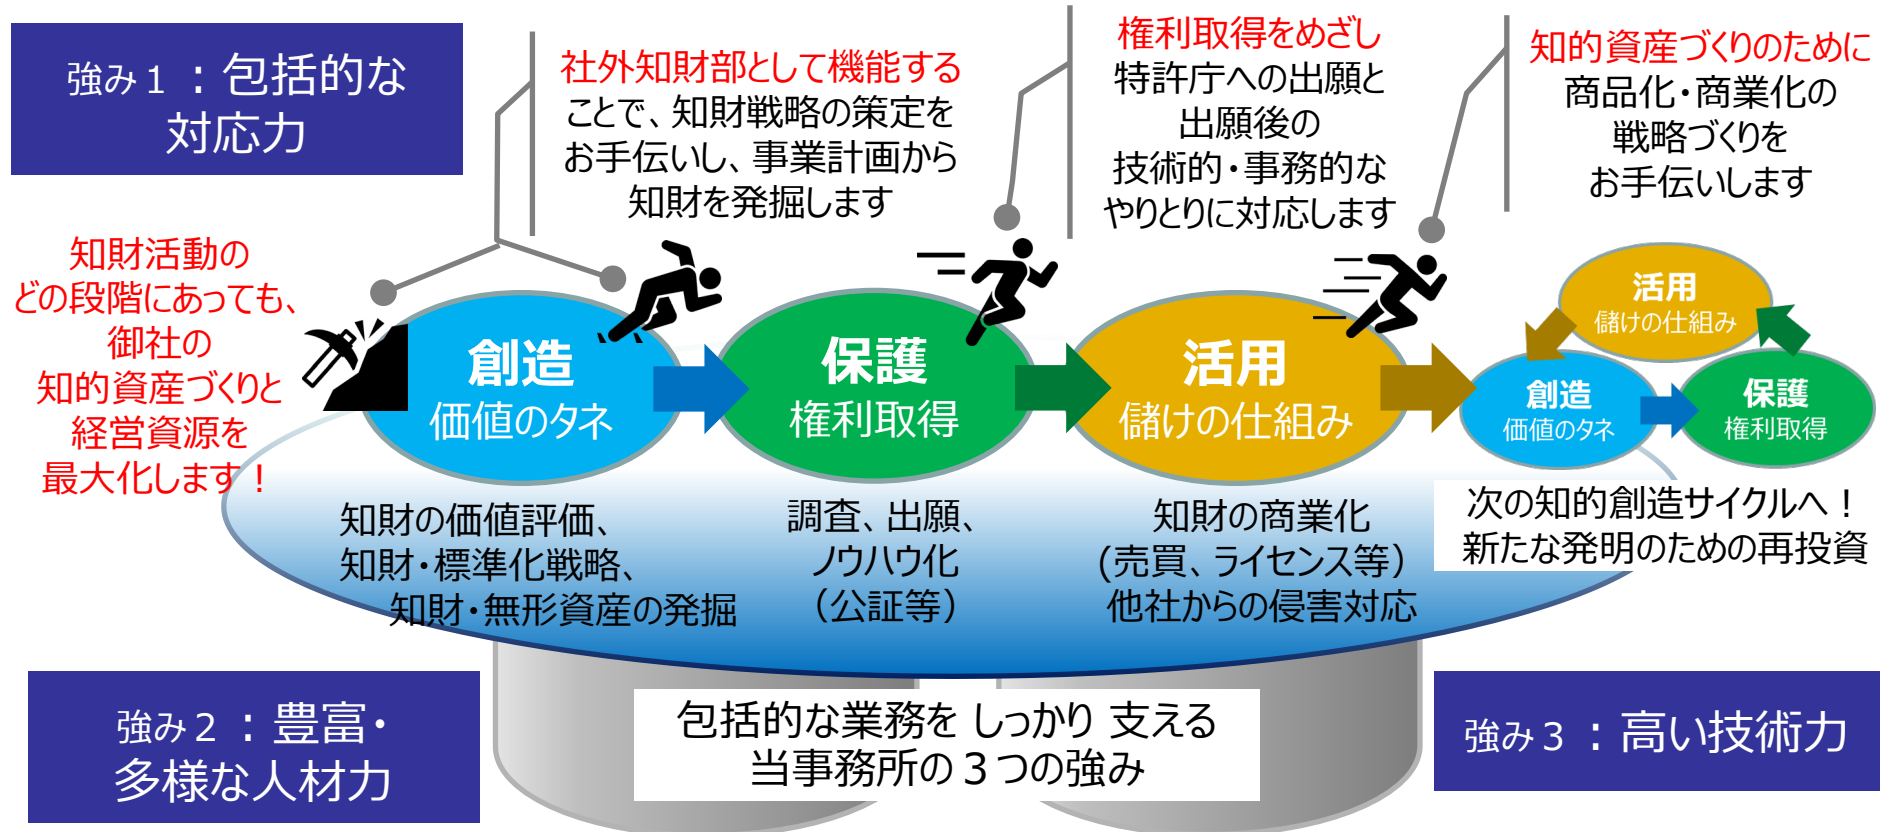 強み１：包括的な
対応力
社外知財部として機能する
ことで、知財戦略の策定を
お手伝いし、事業計画から
知財を発掘します
権利取得をめざし
特許庁への出願と
出願後の
技術的・事務的な
やりとりに対応します
知的資産づくりのために
商品化・商業化の
戦略づくりを
お手伝いします
知財活動の
どの段階にあっても、
御社の
知的資産づくりと
経営資源を
最大化します！
創造
価値のタネ
保護
権利取得
活用
儲けの仕組み
活用
儲けの仕組み
創造
価値のタネ
保護
権利取得
知財の価値評価、
知財・標準化戦略、
知財・無形資産の発掘
調査、出願、
ノウハウ化
（公証等）
知財の商業化
(売買、ライセンス等）
他社からの侵害対応
次の知的創造サイクルへ！
新たな発明のための再投資
強み２：豊富・
多様な人材力
包括的な業務を しっかり 支える
当事務所の３つの強み
強み３：高い技術力